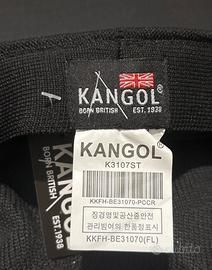 KANGOL®
BORN BRITISH EST. 1938
KANGOL
K3107ST
KKFH-BE31070-PCCR
KKFH-BE31070(FL)
KANGOL
BORN BRITISH
EST. 1938